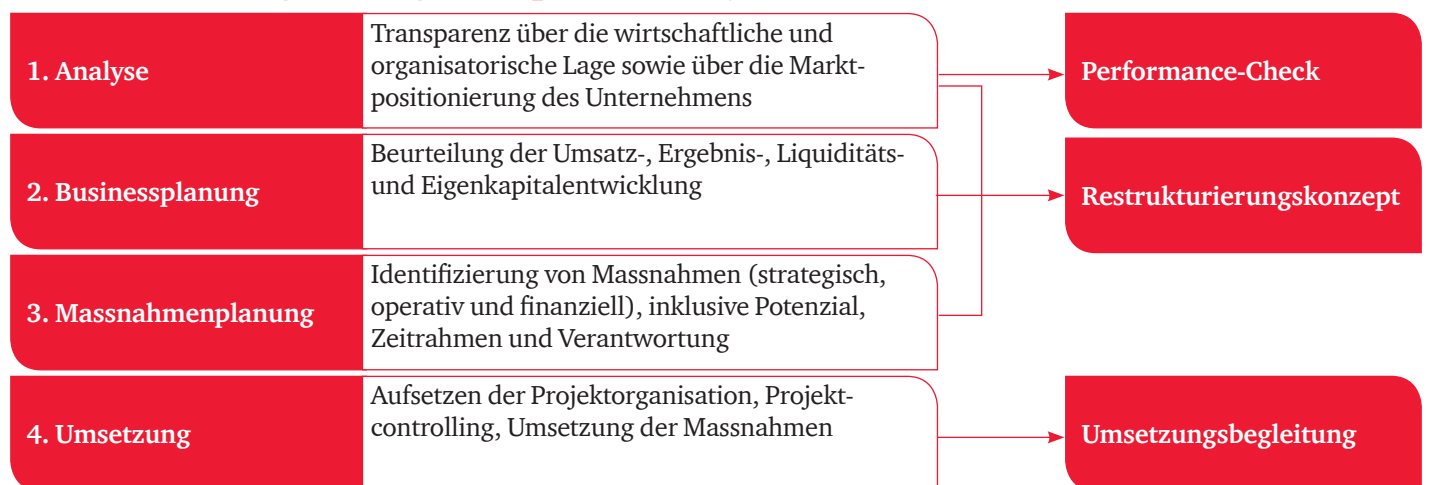 1. Analyse
Transparenz über die wirtschaftliche und
organisatorische Lage sowie über die Markt-
positionierung des Unternehmens
Performance-Check
2. Businessplanung
Beurteilung der Umsatz-, Ergebnis-, Liquiditäts-
und Eigenkapitalentwicklung
Restrukturierungskonzept
3. Massnahmenplanung
Identifizierung von Massnahmen (strategisch,
operativ und finanziell), inklusive Potenzial,
Zeitrahmen und Verantwortung
4. Umsetzung
Aufsetzen der Projektorganisation, Projekt-
controlling, Umsetzung der Massnahmen
Umsetzungsbegleitung